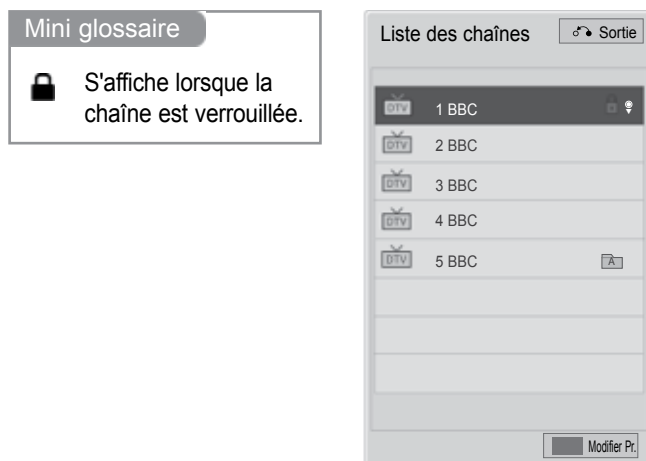 Mini glossaire
S'affiche lorsque la
chaîne est verrouillée.
Liste des chaînes
Sortie
DTV 1 BBC
DTV 2 BBC
DTV 3 BBC
DTV 4 BBC
DTV 5 BBC A
Modifier Pr.